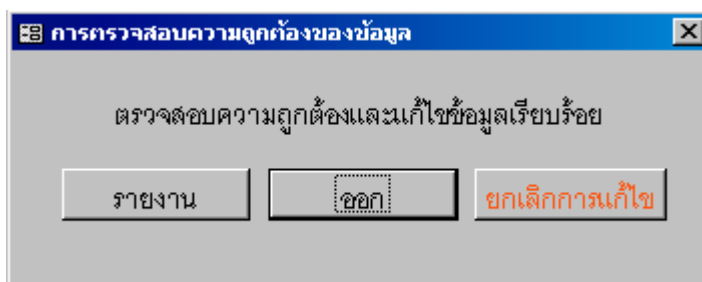 การตรวจสอบความถูกต้องของข้อมูล
ตรวจสอบความถูกต้องและแก้ไขข้อมูลเรียบร้อย
รายงาน ออก ยกเลิกการแก้ไข